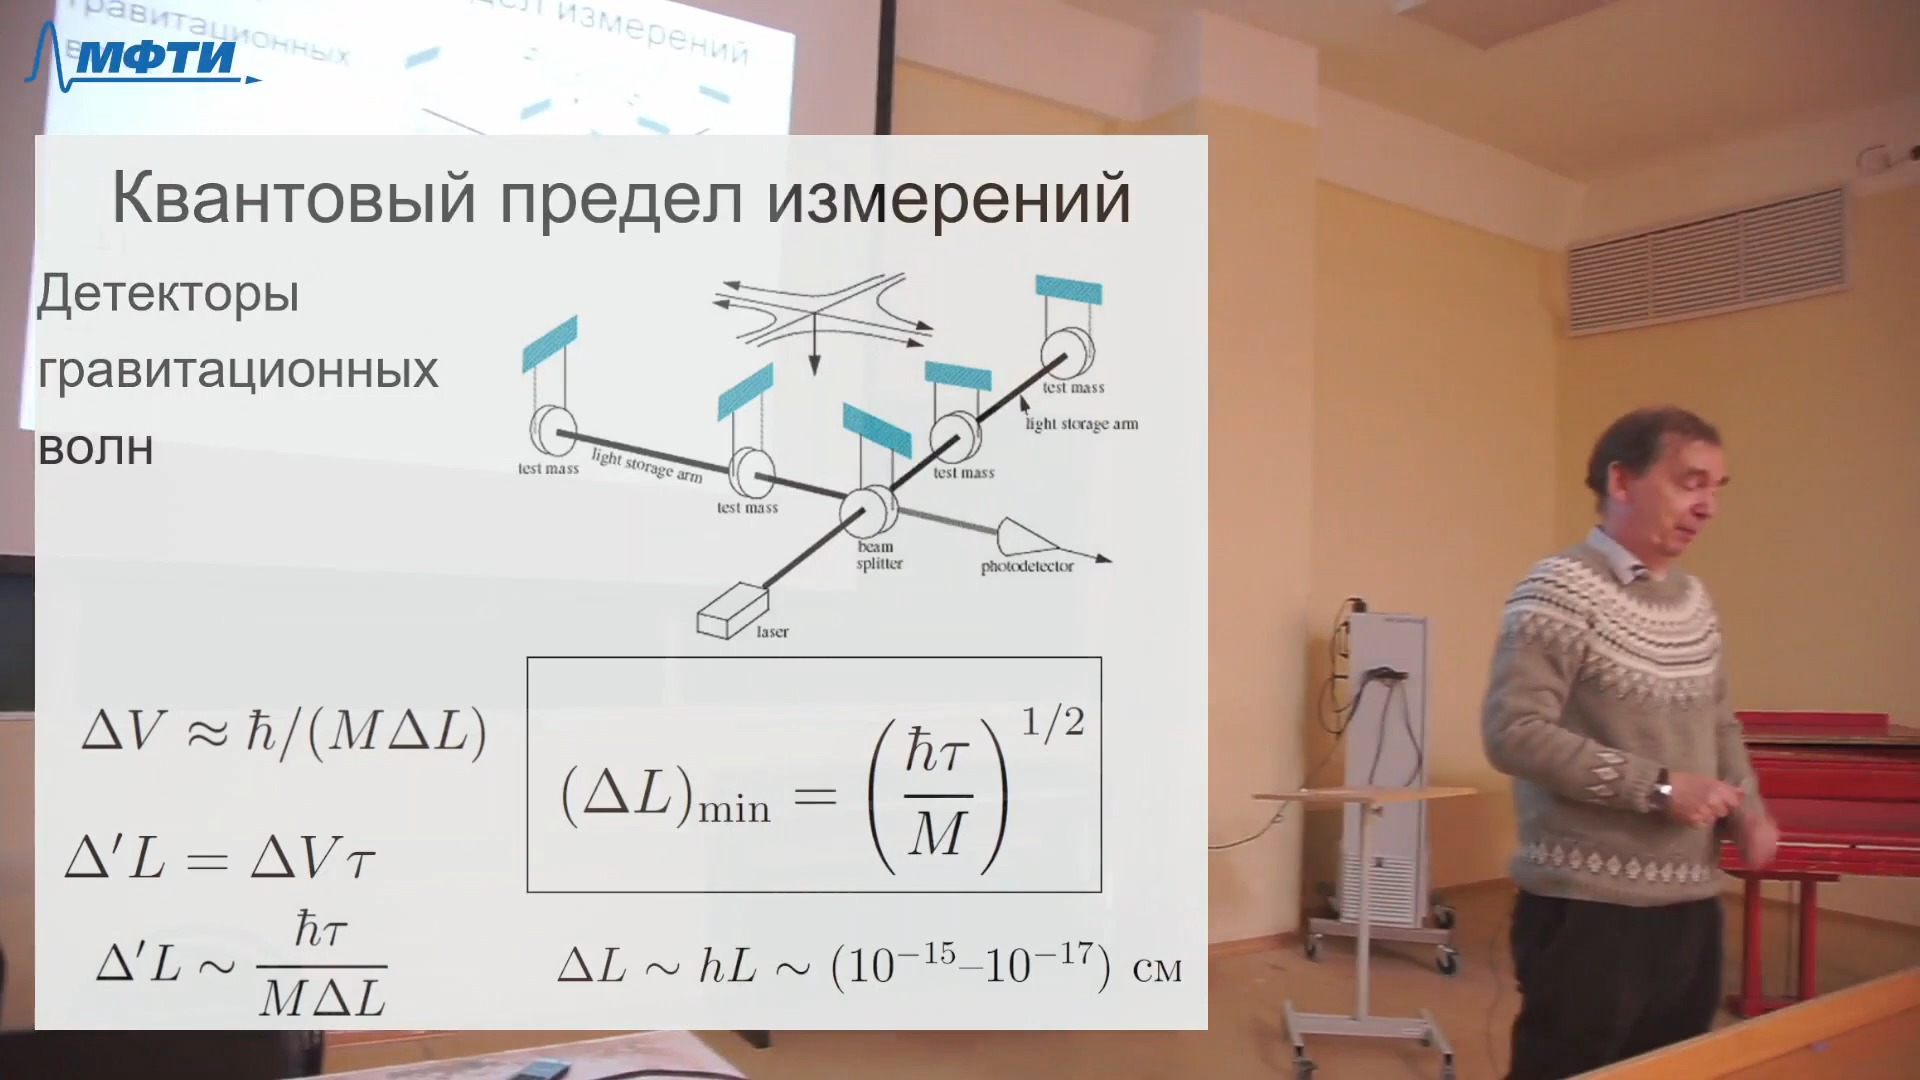 гравитационных
измерений
МФТИ
Квантовый предел измерений
Детекторы
гравитационных
волн
test mass
light storage arm
test mass
test mass
light storage arm
test mass
beam
splitter
photodetector
laser
ΔV ≈ ħ/(MΔL)
Δ′L = ΔVτ
Δ′L ~ ħτ / MΔL
(ΔL)min = (ħτ / M)^1/2
ΔL ~ hL ~ (10^−15–10^−17) см